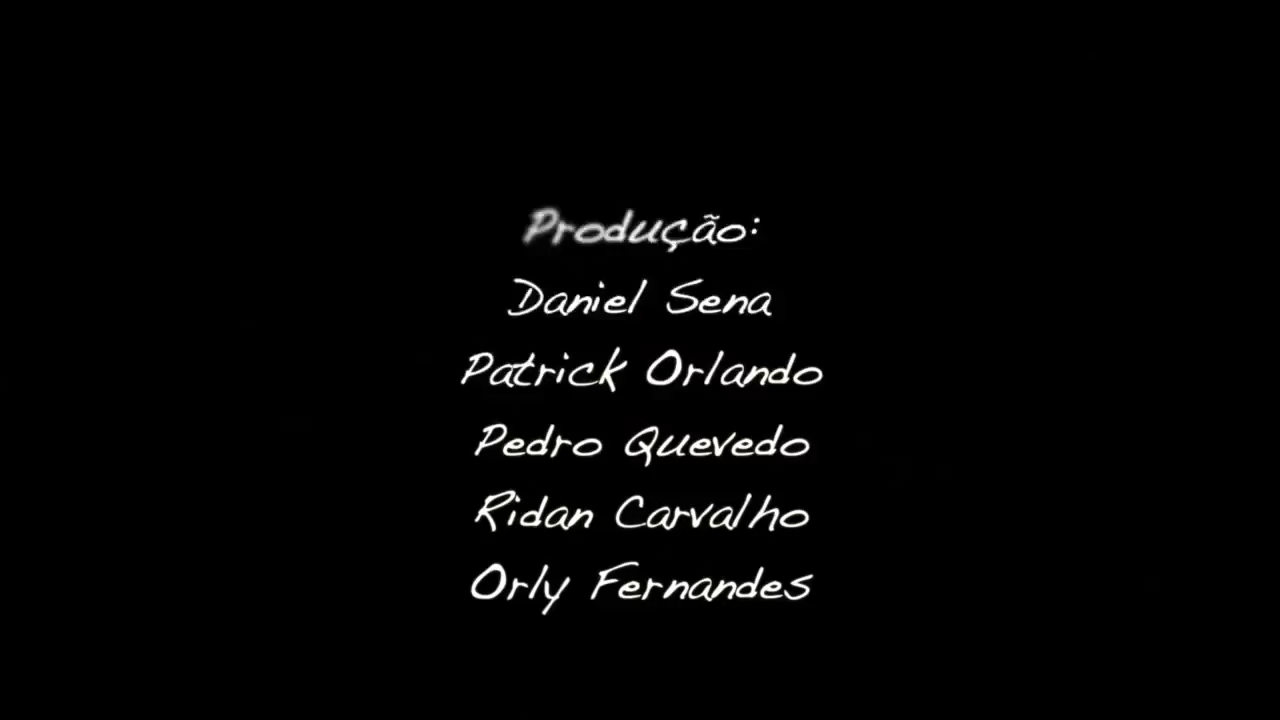 Produção:
Daniel Sena
Patrick Orlando
Pedro Quevedo
Ridan Carvalho
Orly Fernandes